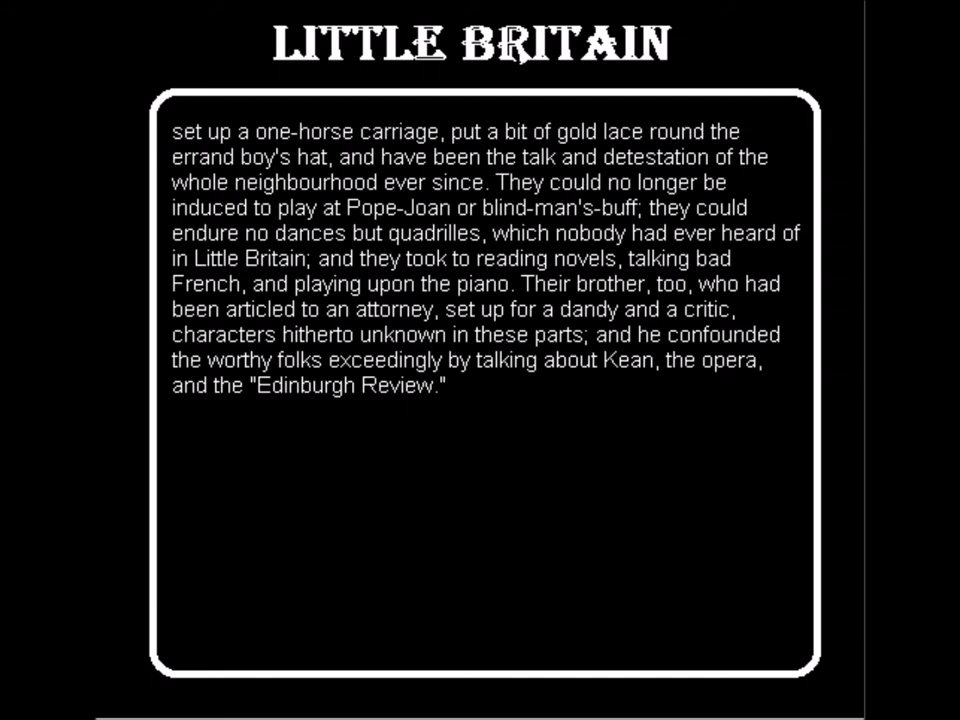 LITTLE BRITAIN
set up a one-horse carriage, put a bit of gold lace round the
errand boy's hat, and have been the talk and detestation of the
whole neighbourhood ever since. They could no longer be
induced to play at Pope-Joan or blind-man's-buff; they could
endure no dances but quadrilles, which nobody had ever heard of
in Little Britain; and they took to reading novels, talking bad
French, and playing upon the piano. Their brother, too, who had
been articled to an attorney, set up for a dandy and a critic,
characters hitherto unknown in these parts; and he confounded
the worthy folks exceedingly by talking about Kean, the opera,
and the "Edinburgh Review."